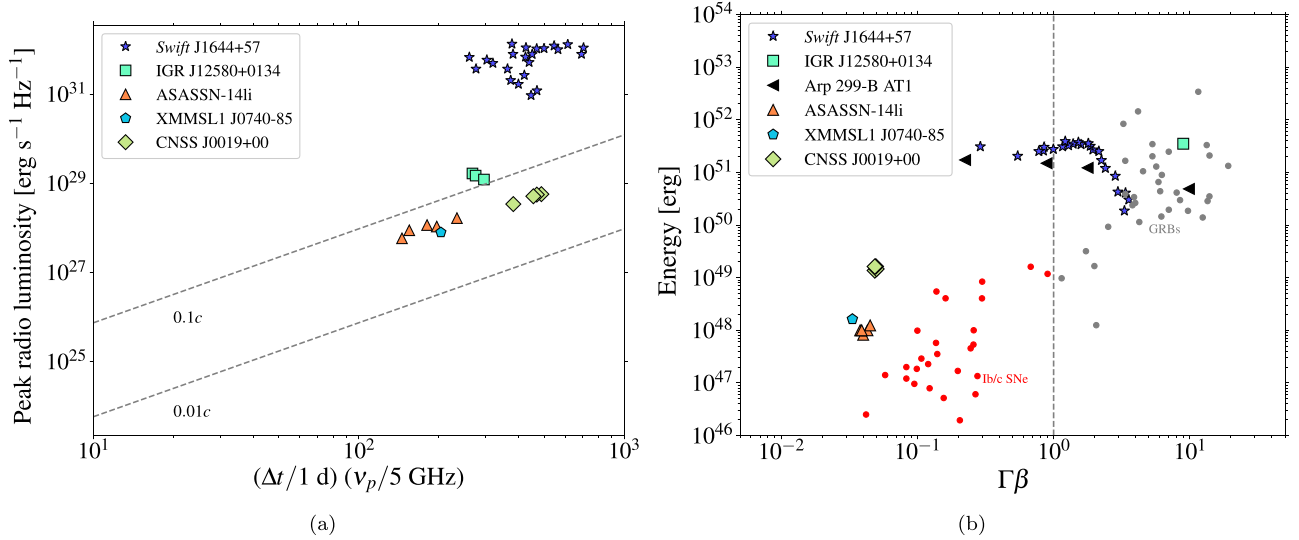 Peak radio luminosity [erg s⁻¹ Hz⁻¹]
10³¹
10²⁹
10²⁷
10²⁵
Swift J1644+57
IGR J12580+0134
ASASSN-14li
XMMSL1 J0740-85
CNSS J0019+00
0.1c
0.01c
10¹
10²
10³
(Δt/1 d) (νₚ/5 GHz)
(a)
Energy [erg]
10⁵⁴
10⁵³
10⁵²
10⁵¹
10⁵⁰
10⁴⁹
10⁴⁸
10⁴⁷
10⁴⁶
Swift J1644+57
IGR J12580+0134
Arp 299-B AT1
ASASSN-14li
XMMSL1 J0740-85
CNSS J0019+00
GRBs
Ib/c SNe
10⁻²
10⁻¹
10⁰
10¹
Γβ
(b)